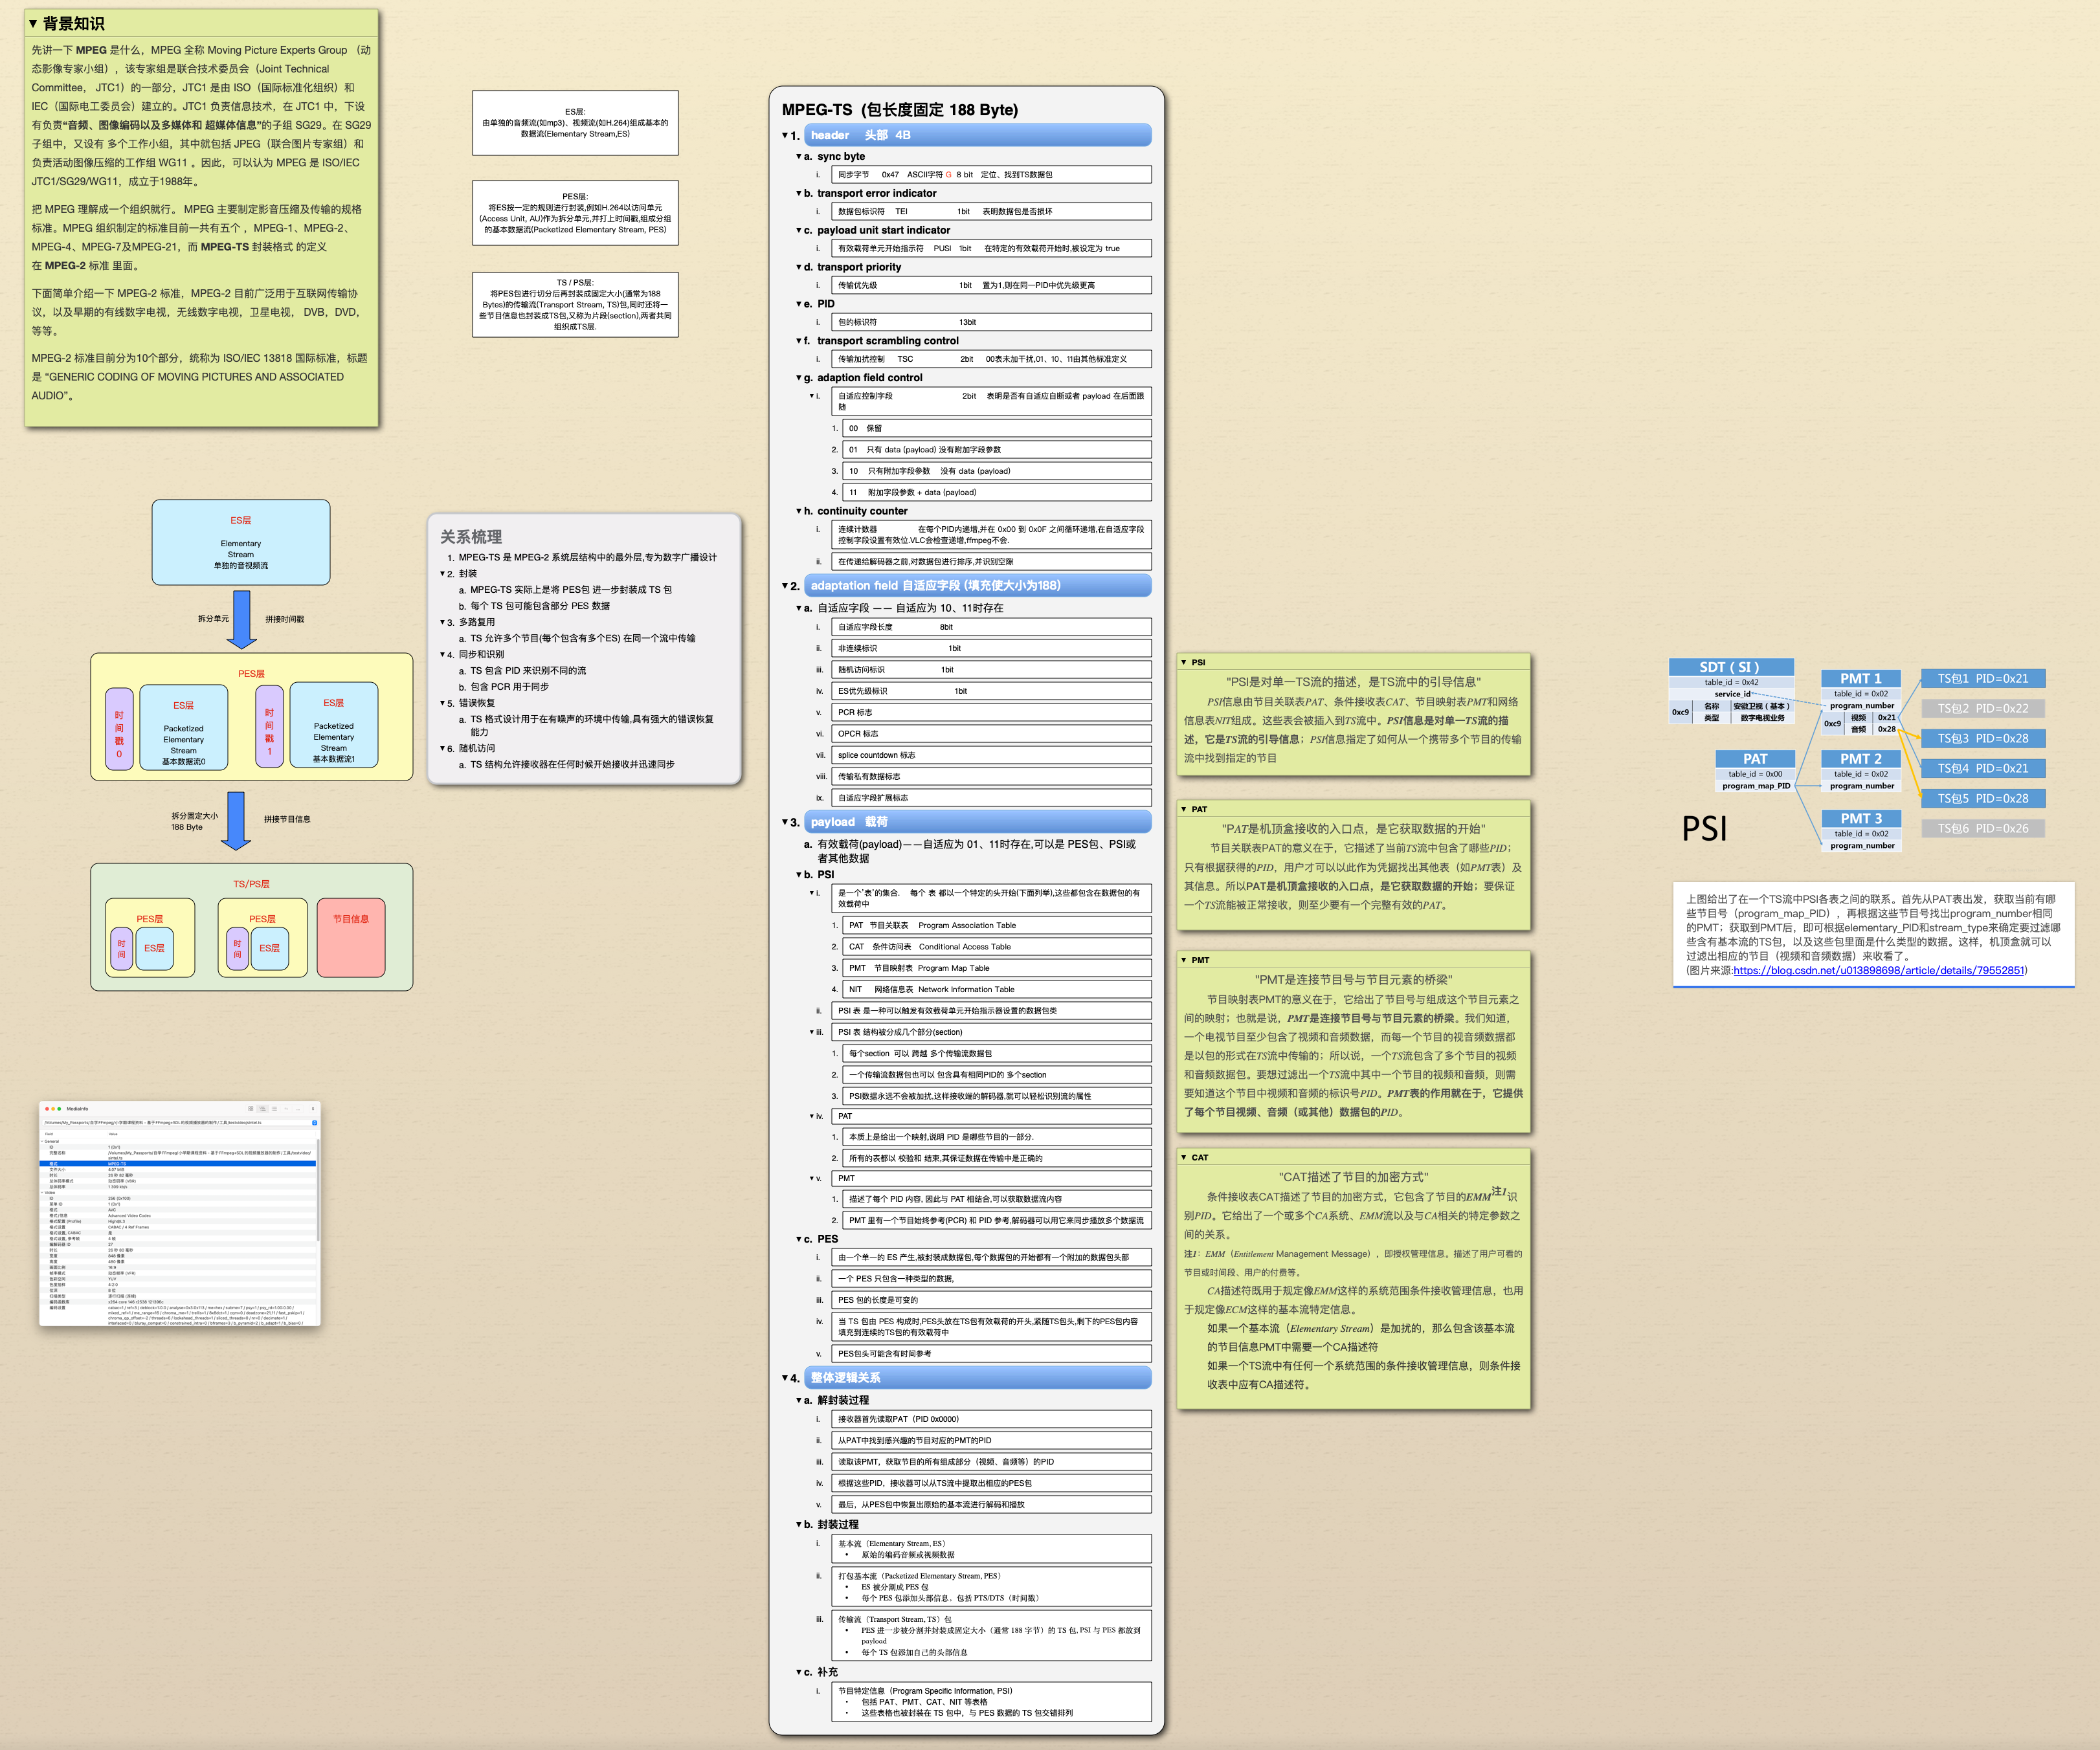 背景知识
先讲一下 MPEG 是什么，MPEG 全称 Moving Picture Experts Group （动
态影像专家小组），该专家组是联合技术委员会（Joint Technical
Committee， JTC1）的一部分，JTC1 是由 ISO（国际标准化组织）和
IEC（国际电工委员会）建立的。JTC1 负责信息技术，在 JTC1 中，下设
有负责“音频、图像编码以及多媒体和 超媒体信息”的子组 SG29。在 SG29
子组中，又设有 多个工作小组，其中就包括 JPEG（联合图片专家组）和
负责活动图像压缩的工作组 WG11 。因此，可以认为 MPEG 是 ISO/IEC
JTC1/SG29/WG11，成立于1988年。
把 MPEG 理解成一个组织就行。 MPEG 主要制定影音压缩及传输的规格
标准。MPEG 组织制定的标准目前一共有五个 ，MPEG-1、MPEG-2、
MPEG-4、MPEG-7及MPEG-21，而 MPEG-TS 封装格式 的定义
在 MPEG-2 标准 里面。
下面简单介绍一下 MPEG-2 标准，MPEG-2 目前广泛用于互联网传输协
议，以及早期的有线数字电视，无线数字电视，卫星电视， DVB，DVD，
等等。
MPEG-2 标准目前分为10个部分，统称为 ISO/IEC 13818 国际标准，标题
是 “GENERIC CODING OF MOVING PICTURES AND ASSOCIATED
AUDIO”。
ES层:
由单独的音频流(如mp3)、视频流(如H.264)组成基本的
数据流(Elementary Stream,ES)
PES层:
将ES按一定的规则进行封装,例如H.264以访问单元
(Access Unit, AU)作为拆分单元,并打上时间戳,组成分组
的基本数据流(Packetized Elementary Stream, PES)
TS / PS层:
将PES包进行切分后再封装成固定大小(通常为188
Bytes)的传输流(Transport Stream, TS)包,同时还将一
些节目信息也封装成TS包,又称为片段(section),两者共同
组织成TS层.
ES层
Elementary
Stream
单独的音视频流
拆分单元 拼接时间戳
PES层
时
间
戳
0
ES层
Packetized
Elementary
Stream
基本数据流0
时
间
戳
1
ES层
Packetized
Elementary
Stream
基本数据流1
拆分固定大小
188 Byte
拼接节目信息
TS/PS层
PES层
时
间
ES层
PES层
时
间
ES层
节目信息
关系梳理
1. MPEG-TS 是 MPEG-2 系统层结构中的最外层,专为数字广播设计
2. 封装
a. MPEG-TS 实际上是将 PES包 进一步封装成 TS 包
b. 每个 TS 包可能包含部分 PES 数据
3. 多路复用
a. TS 允许多个节目(每个包含有多个ES) 在同一个流中传输
4. 同步和识别
a. TS 包含 PID 来识别不同的流
b. 包含 PCR 用于同步
5. 错误恢复
a. TS 格式设计用于在有噪声的环境中传输,具有强大的错误恢复
能力
6. 随机访问
a. TS 结构允许接收器在任何时候开始接收并迅速同步
MediaInfo
MPEG-TS (包长度固定 188 Byte)
1. header 头部 4B
a. sync byte
i. 同步字节 0x47 ASCII字符 G 8 bit 定位、找到TS数据包
b. transport error indicator
i. 数据包标识符 TEI 1bit 表明数据包是否损坏
c. payload unit start indicator
i. 有效载荷单元开始指示符 PUSI 1bit 在特定的有效载荷开始时,被设定为 true
d. transport priority
i. 传输优先级 1bit 置为1,则在同一PID中优先级更高
e. PID
i. 包的标识符 13bit
f. transport scrambling control
i. 传输加扰控制 TSC 2bit 00表未加干扰,01、10、11由其他标准定义
g. adaption field control
i. 自适应控制字段 2bit 表明是否有自适应自断或者 payload 在后面跟
随
1. 00 保留
2. 01 只有 data (payload) 没有附加字段参数
3. 10 只有附加字段参数 没有 data (payload)
4. 11 附加字段参数 + data (payload)
h. continuity counter
i. 连续计数器 在每个PID内递增,并在 0x00 到 0x0F 之间循环递增,在自适应字段
控制字段设置有效位.VLC会检查递增,ffmpeg不会.
ii. 在传递给解码器之前,对数据包进行排序,并识别空隙
2. adaptation field 自适应字段 (填充使大小为188)
a. 自适应字段 —— 自适应为 10、11时存在
i. 自适应字段长度 8bit
ii. 非连续标识 1bit
iii. 随机访问标识 1bit
iv. ES优先级标识 1bit
v. PCR 标志
vi. OPCR 标志
vii. splice countdown 标志
viii. 传输私有数据标志
ix. 自适应字段扩展标志
3. payload 载荷
a. 有效载荷(payload)——自适应为 01、11时存在,可以是 PES包、PSI或
者其他数据
b. PSI
i. 是一个'表'的集合. 每个 表 都以一个特定的头开始(下面列举),这些都包含在数据包的有
效载荷中
1. PAT 节目关联表 Program Association Table
2. CAT 条件访问表 Conditional Access Table
3. PMT 节目映射表 Program Map Table
4. NIT 网络信息表 Network Information Table
ii. PSI 表 是一种可以触发有效载荷单元开始指示器设置的数据包类
iii. PSI 表 结构被分成几个部分(section)
1. 每个section 可以 跨越 多个传输流数据包
2. 一个传输流数据包也可以 包含具有相同PID的 多个section
3. PSI数据永远不会被加扰,这样接收端的解码器,就可以轻松识别流的属性
iv. PAT
1. 本质上是给出一个映射,说明 PID 是哪些节目的一部分.
2. 所有的表都以 校验和 结束,其保证数据在传输中是正确的
v. PMT
1. 描述了每个 PID 内容, 因此与 PAT 相结合,可以获取数据流内容
2. PMT 里有一个节目始终参考(PCR) 和 PID 参考,解码器可以用它来同步播放多个数据流
c. PES
i. 由一个单一的 ES 产生,被封装成数据包,每个数据包的开始都有一个附加的数据包头部
ii. 一个 PES 只包含一种类型的数据,
iii. PES 包的长度是可变的
iv. 当 TS 包由 PES 构成时,PES头放在TS包有效载荷的开头,紧随TS包头,剩下的PES包内容
填充到连续的TS包的有效载荷中
v. PES包头可能含有时间参考
4. 整体逻辑关系
a. 解封装过程
i. 接收器首先读取PAT（PID 0x0000）
ii. 从PAT中找到感兴趣的节目对应的PMT的PID
iii. 读取该PMT，获取节目的所有组成部分（视频、音频等）的PID
iv. 根据这些PID，接收器可以从TS流中提取出相应的PES包
v. 最后，从PES包中恢复出原始的基本流进行解码和播放
b. 封装过程
i. 基本流（Elementary Stream, ES）
• 原始的编码音频或视频数据
ii. 打包基本流（Packetized Elementary Stream, PES）
• ES 被分割成 PES 包
• 每个 PES 包添加头部信息，包括 PTS/DTS（时间戳）
iii. 传输流（Transport Stream, TS）包
• PES 进一步被分割并封装成固定大小（通常 188 字节）的 TS 包, PSI 与 PES 都放到
payload
• 每个 TS 包添加自己的头部信息
c. 补充
i. 节目特定信息（Program Specific Information, PSI）
• 包括 PAT、PMT、CAT、NIT 等表格
• 这些表格也被封装在 TS 包中，与 PES 数据的 TS 包交错排列
PSI
"PSI是对单一TS流的描述，是TS流中的引导信息"
PSI信息由节目关联表PAT、条件接收表CAT、节目映射表PMT和网络
信息表NIT组成。这些表会被插入到TS流中。PSI信息是对单一TS流的描
述，它是TS流的引导信息；PSI信息指定了如何从一个携带多个节目的传输
流中找到指定的节目
PAT
"PAT是机顶盒接收的入口点，是它获取数据的开始"
节目关联表PAT的意义在于，它描述了当前TS流中包含了哪些PID；
只有根据获得的PID，用户才可以以此作为凭据找出其他表（如PMT表）及
其信息。所以PAT是机顶盒接收的入口点，是它获取数据的开始；要保证
一个TS流能被正常接收，则至少要有一个完整有效的PAT。
PMT
"PMT是连接节目号与节目元素的桥梁"
节目映射表PMT的意义在于，它给出了节目号与组成这个节目元素之
间的映射；也就是说，PMT是连接节目号与节目元素的桥梁。我们知道，
一个电视节目至少包含了视频和音频数据，而每一个节目的视音频数据都
是以包的形式在TS流中传输的；所以说，一个TS流包含了多个节目的视频
和音频数据包。要想过滤出一个TS流中其中一个节目的视频和音频，则需
要知道这个节目中视频和音频的标识号PID。PMT表的作用就在于，它提供
了每个节目视频、音频（或其他）数据包的PID。
CAT
"CAT描述了节目的加密方式"
条件接收表CAT描述了节目的加密方式，它包含了节目的EMM注1识
别PID。它给出了一个或多个CA系统、EMM流以及与CA相关的特定参数之
间的关系。
注1：EMM（Entitlement Management Message），即授权管理信息。描述了用户可看的
节目或时间段、用户的付费等。
CA描述符既用于规定像EMM这样的系统范围条件接收管理信息，也用
于规定像ECM这样的基本流特定信息。
如果一个基本流（Elementary Stream）是加扰的，那么包含该基本流
的节目信息PMT中需要一个CA描述符
如果一个TS流中有任何一个系统范围的条件接收管理信息，则条件接
收表中应有CA描述符。
SDT（SI）
table_id = 0x42
service_id
0xc9 名称 安徽卫视（基本）
类型 数字电视业务
PAT
table_id = 0x00
program_map_PID
PSI
PMT 1
table_id = 0x02
program_number
0xc9 视频 0x21
音频 0x28
PMT 2
table_id = 0x02
program_number
PMT 3
table_id = 0x02
program_number
TS包1 PID=0x21
TS包2 PID=0x22
TS包3 PID=0x28
TS包4 PID=0x21
TS包5 PID=0x28
TS包6 PID=0x26
上图给出了在一个TS流中PSI各表之间的联系。首先从PAT表出发，获取当前有哪
些节目号（program_map_PID），再根据这些节目号找出program_number相同
的PMT；获取到PMT后，即可根据elementary_PID和stream_type来确定要过滤哪
些含有基本流的TS包，以及这些包里面是什么类型的数据。这样，机顶盒就可以
过滤出相应的节目（视频和音频数据）来收看了。
(图片来源:https://blog.csdn.net/u013898698/article/details/79552851)